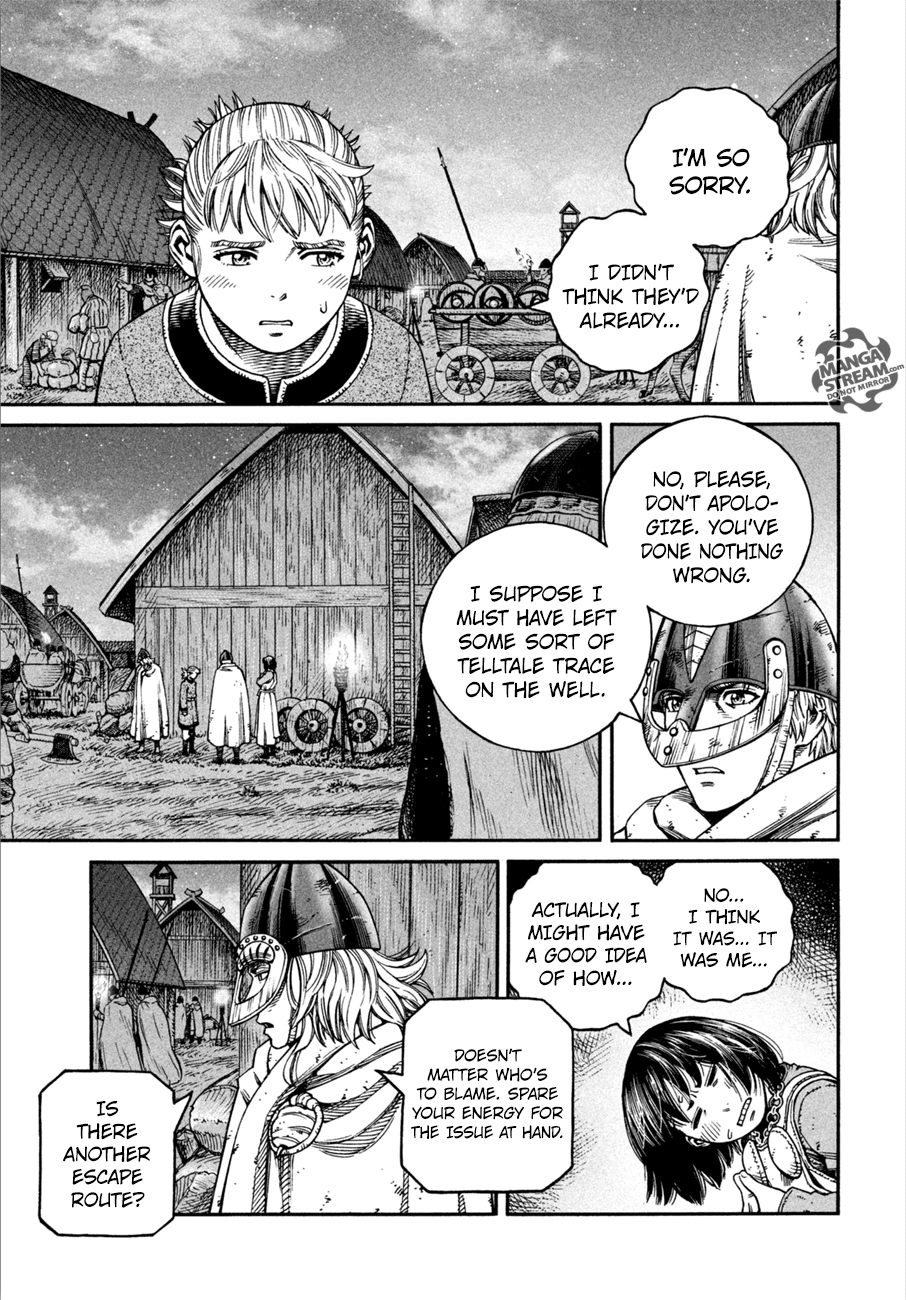 I'M SO
SORRY.
I DIDN'T
THINK THEY'D
ALREADY...
MANGA
STREAM.com
DO NOT MIRROR
NO, PLEASE,
DON'T APOLO-
GIZE. YOU'VE
DONE NOTHING
WRONG.
I SUPPOSE I
MUST HAVE LEFT
SOME SORT OF
TELLTALE TRACE
ON THE WELL.
NO...
I THINK
IT WAS... IT
WAS ME...
ACTUALLY, I
MIGHT HAVE
A GOOD IDEA
OF HOW...
DOESN'T
MATTER WHO'S
TO BLAME. SPARE
YOUR ENERGY FOR
THE ISSUE AT HAND.
IS
THERE
ANOTHER
ESCAPE
ROUTE?